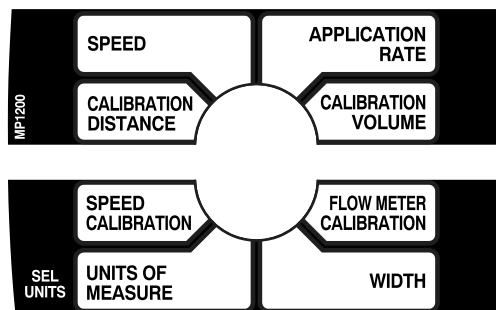 SPEED
APPLICATION
RATE
MP1200
CALIBRATION
DISTANCE
CALIBRATION
VOLUME
SPEED
CALIBRATION
FLOW METER
CALIBRATION
SEL
UNITS
UNITS OF
MEASURE
WIDTH